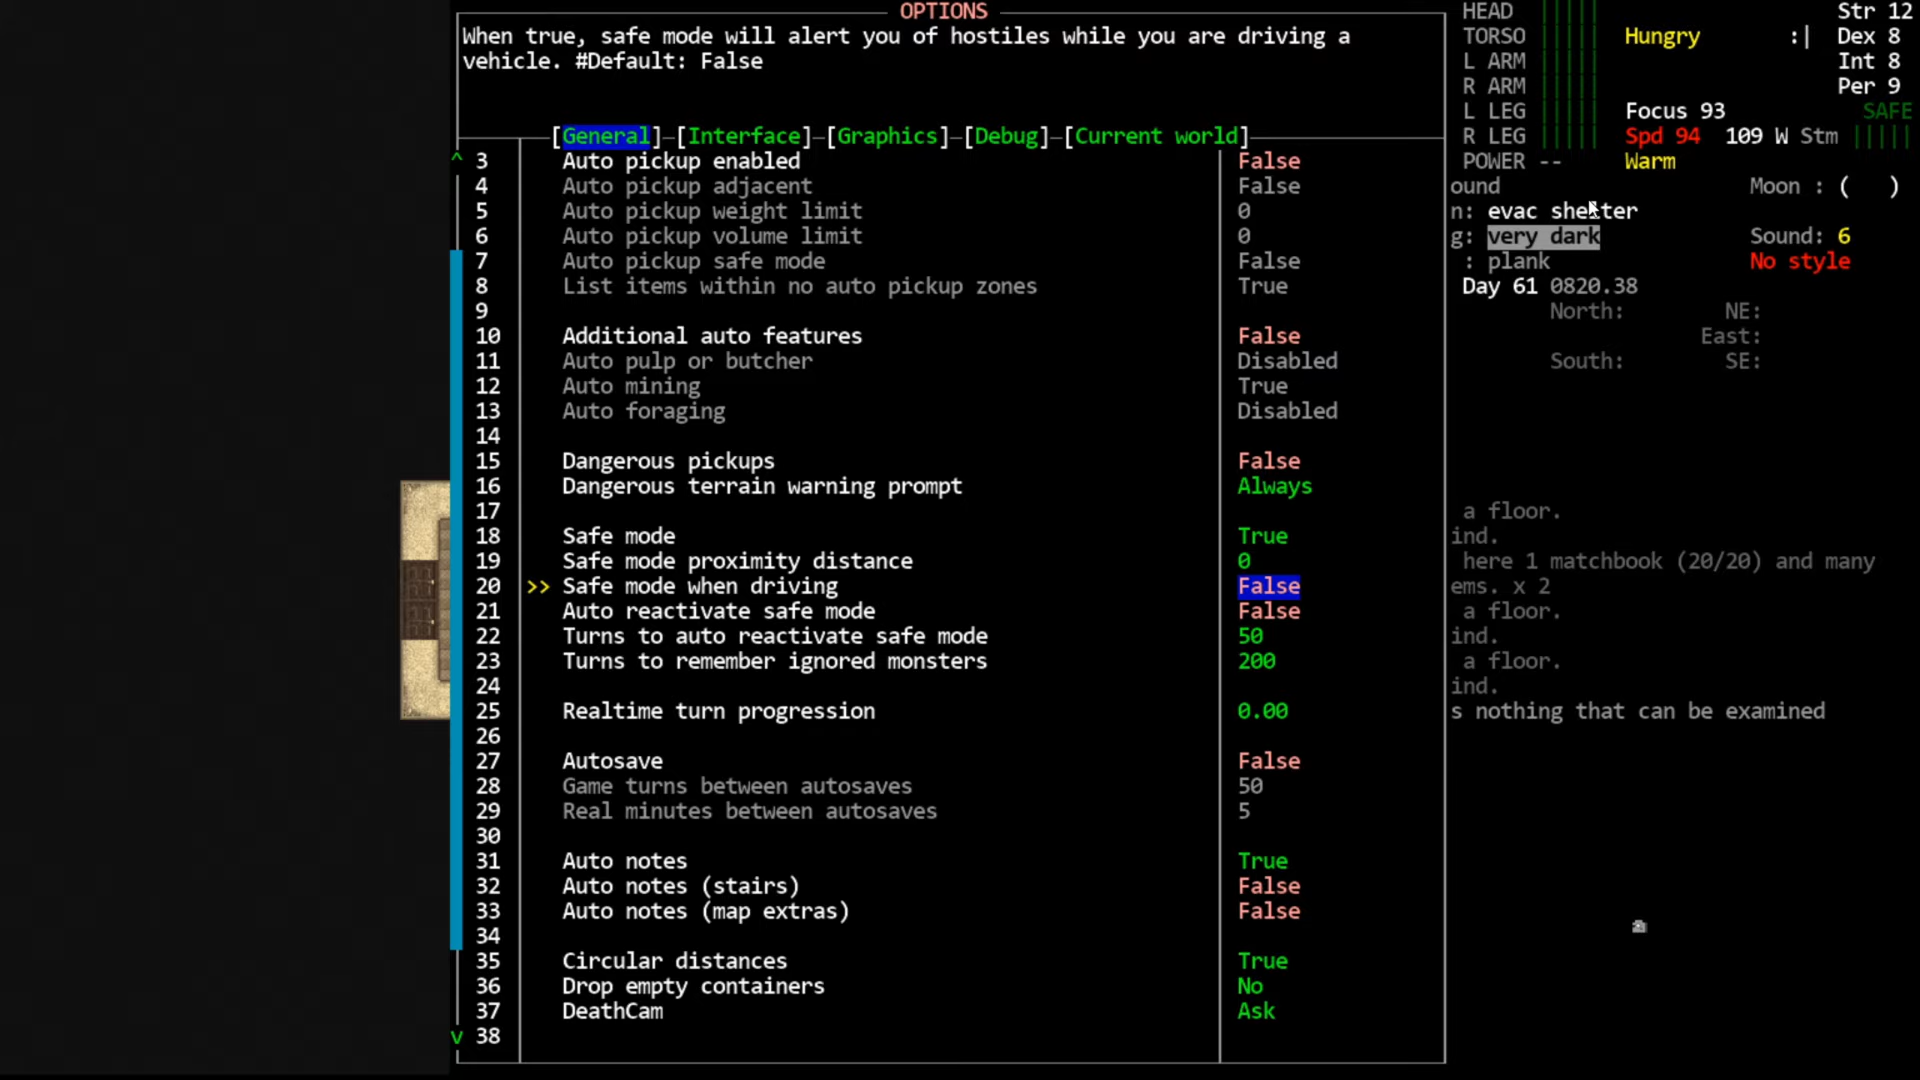 OPTIONS
When true, safe mode will alert you of hostiles while you are driving a
vehicle. #Default: False
[General] [Interface] [Graphics] [Debug] [Current world]
3 Auto pickup enabled False
4 Auto pickup adjacent False
5 Auto pickup weight limit 0
6 Auto pickup volume limit 0
7 Auto pickup safe mode False
8 List items within no auto pickup zones True
9
10 Additional auto features False
11 Auto pulp or butcher Disabled
12 Auto mining True
13 Auto foraging Disabled
14
15 Dangerous pickups False
16 Dangerous terrain warning prompt Always
17
18 Safe mode True
19 Safe mode proximity distance 0
20 >> Safe mode when driving False
21 Auto reactivate safe mode False
22 Turns to auto reactivate safe mode 50
23 Turns to remember ignored monsters 200
24
25 Realtime turn progression 0.00
26
27 Autosave False
28 Game turns between autosaves 50
29 Real minutes between autosaves 5
30
31 Auto notes True
32 Auto notes (stairs) False
33 Auto notes (map extras) False
34
35 Circular distances True
36 Drop empty containers No
37 DeathCam Ask
v 38
HEAD Str 12
TORSO Hungry :| Dex 8
L ARM Int 8
R ARM Per 9
L LEG Focus 93 SAFE
R LEG Spd 94 109 W Stm
POWER -- Warm
ound Moon : ( )
n: evac shelter
g: very dark Sound: 6
: plank No style
Day 61 0820.38
North: NE:
East:
South: SE:
a floor.
ind.
here 1 matchbook (20/20) and many
ems. x 2
a floor.
ind.
a floor.
ind.
s nothing that can be examined